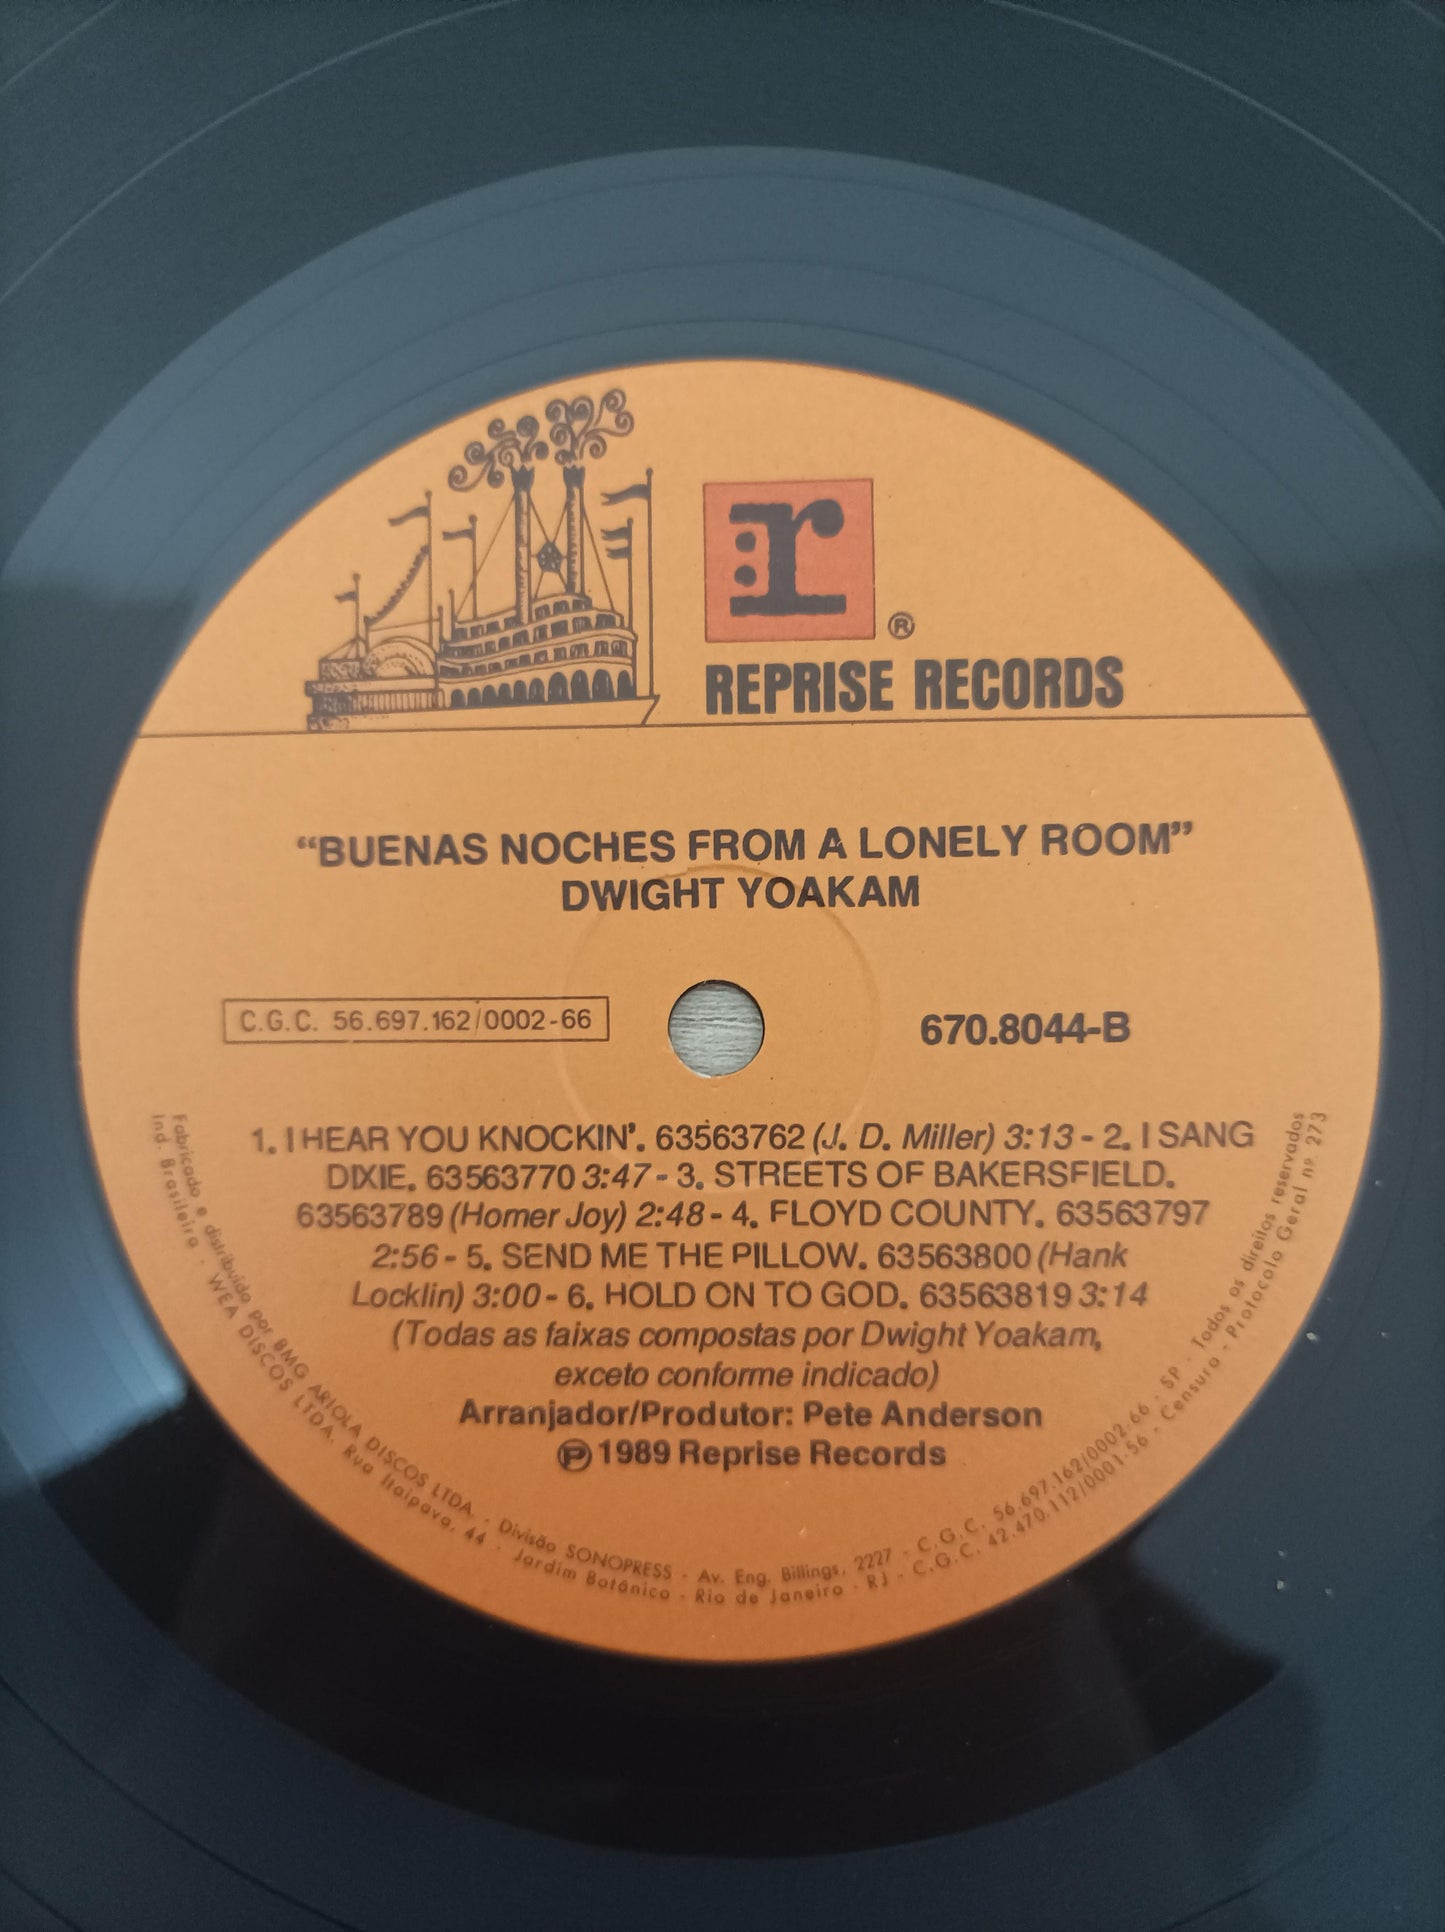 r
®
REPRISE RECORDS
“BUENAS NOCHES FROM A LONELY ROOM”
DWIGHT YOAKAM
C.G.C. 56.697.162/0002-66
670.8044-B
1. I HEAR YOU KNOCKIN’. 63563762 (J. D. Miller) 3:13 - 2. I SANG
DIXIE. 63563770 3:47 - 3. STREETS OF BAKERSFIELD.
63563789 (Homer Joy) 2:48 - 4. FLOYD COUNTY. 63563797
2:56 - 5. SEND ME THE PILLOW. 63563800 (Hank
Locklin) 3:00 - 6. HOLD ON TO GOD. 63563819 3:14
(Todas as faixas compostas por Dwight Yoakam,
exceto conforme indicado)
Arranjador/Produtor: Pete Anderson
℗ 1989 Reprise Records
Fabricado e distribuído por BMG ARIOLA DISCOS LTDA. - Divisão SONOPRESS - Av. Eng. Billings, 2227 - C.G.C. 56.697.162/0002-66 - SP - Todos os direitos reservados
Ind. Brasileira - WEA DISCOS LTDA. Rua Itaipava, 44 - Jardim Botânico - Rio de Janeiro - RJ - C.G.C. 42.470.112/0001-56 - Censura - Protocolo Geral nº 273